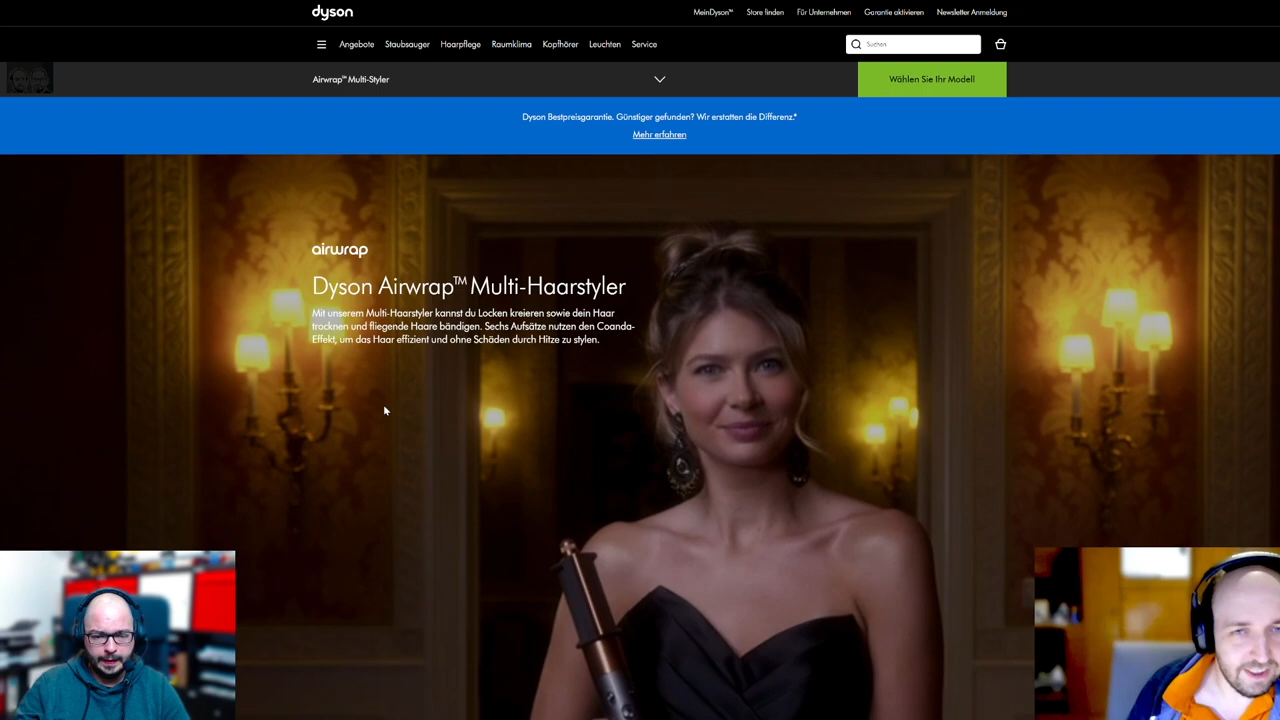 dyson
MeinDyson™ Store finden Für Unternehmen Garantie aktivieren Newsletter Anmeldung
Angebote Staubsauger Haarpflege Raumklima Kopfhörer Leuchten Service
Suchen
Airwrap™ Multi-Styler
Wählen Sie Ihr Modell
Dyson Bestpreisgarantie. Günstiger gefunden? Wir erstatten die Differenz.*
Mehr erfahren
airwrap
Dyson Airwrap™ Multi-Haarstyler
Mit unserem Multi-Haarstyler kannst du Locken kreieren sowie dein Haar
trocknen und fliegende Haare bändigen. Sechs Aufsätze nutzen den Coanda-
Effekt, um das Haar effizient und ohne Schäden durch Hitze zu stylen.